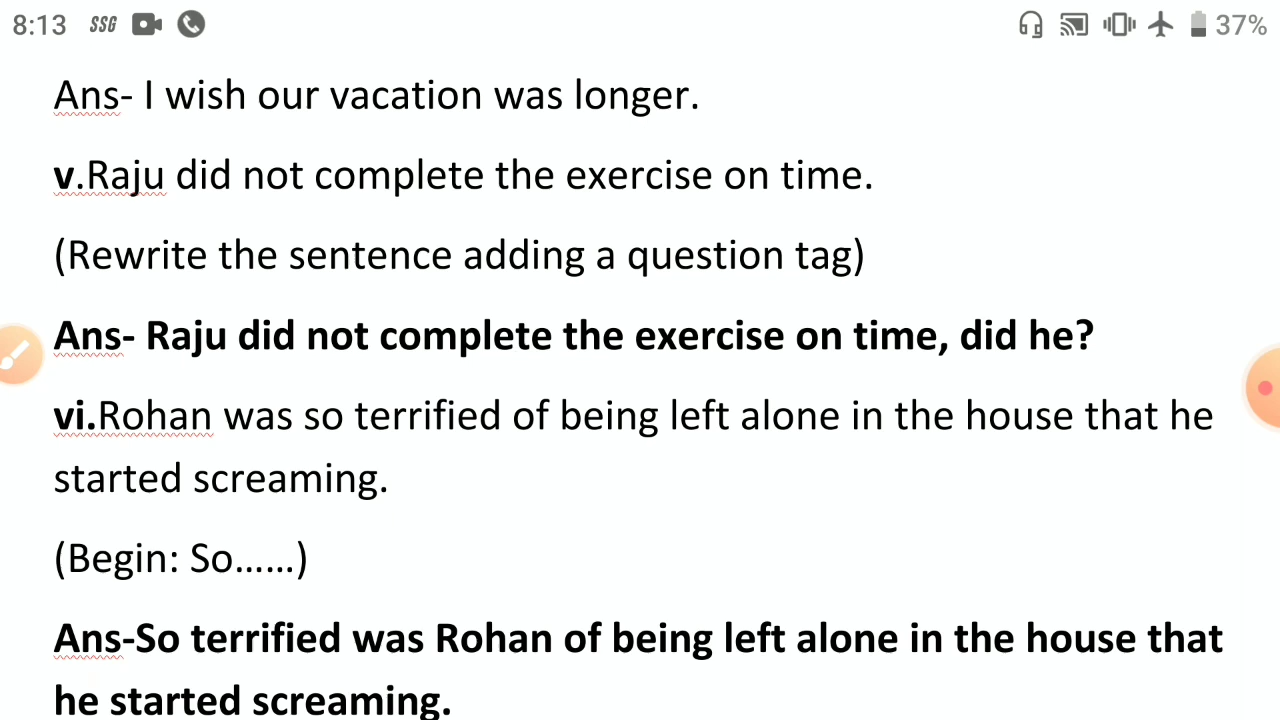 8:13 SSG 37%
Ans- I wish our vacation was longer.
v.Raju did not complete the exercise on time.
(Rewrite the sentence adding a question tag)
Ans- Raju did not complete the exercise on time, did he?
vi.Rohan was so terrified of being left alone in the house that he
started screaming.
(Begin: So......)
Ans-So terrified was Rohan of being left alone in the house that
he started screaming.